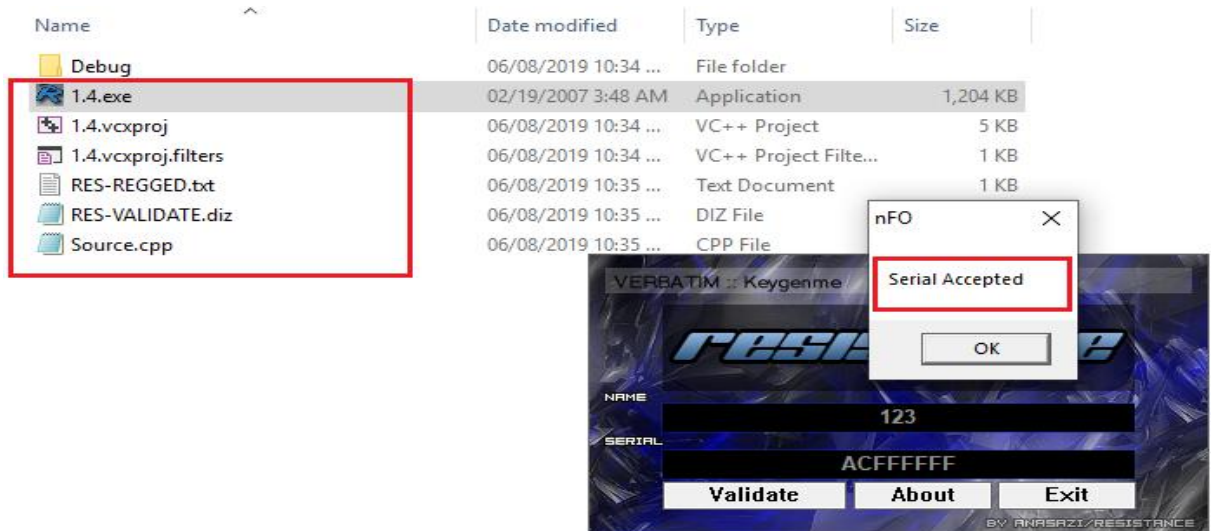 Name Date modified Type Size
Debug 06/08/2019 10:34 ... File folder
1.4.exe 02/19/2007 3:48 AM Application 1,204 KB
1.4.vcxproj 06/08/2019 10:34 ... VC++ Project 5 KB
1.4.vcxproj.filters 06/08/2019 10:34 ... VC++ Project Filte... 1 KB
RES-REGGED.txt 06/08/2019 10:35 ... Text Document 1 KB
RES-VALIDATE.diz 06/08/2019 10:35 ... DIZ File
Source.cpp 06/08/2019 10:35 ... CPP File
nFO
Serial Accepted
OK
VERBATIM :: Keygenme
NAME
123
SERIAL
ACFFFFFF
Validate About Exit
BY ANASAZI/RESISTANCE